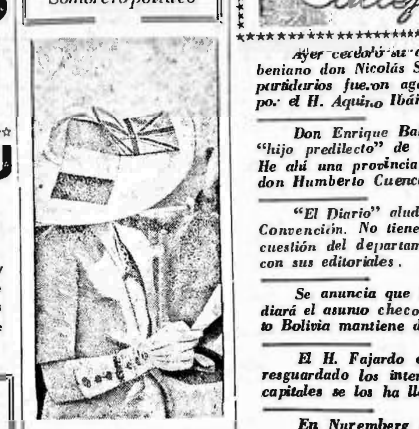 Sombrero político
Ayer celebró su
beniano don Nicolás S
partidarios fueron ag
por el H. Aquino Ibáñ
Don Enrique Ba
“hijo predilecto” de
He ahí una provincia
don Humberto Cuenc
“El Diario” alud
Convención. No tiene
cuestión del departam
con sus editoriales .
Se anuncia que
diará el asunto checo
to Bolivia mantiene d
El H. Fajardo
resguardado los inter
capitales se los ha ll
En Nuremberg